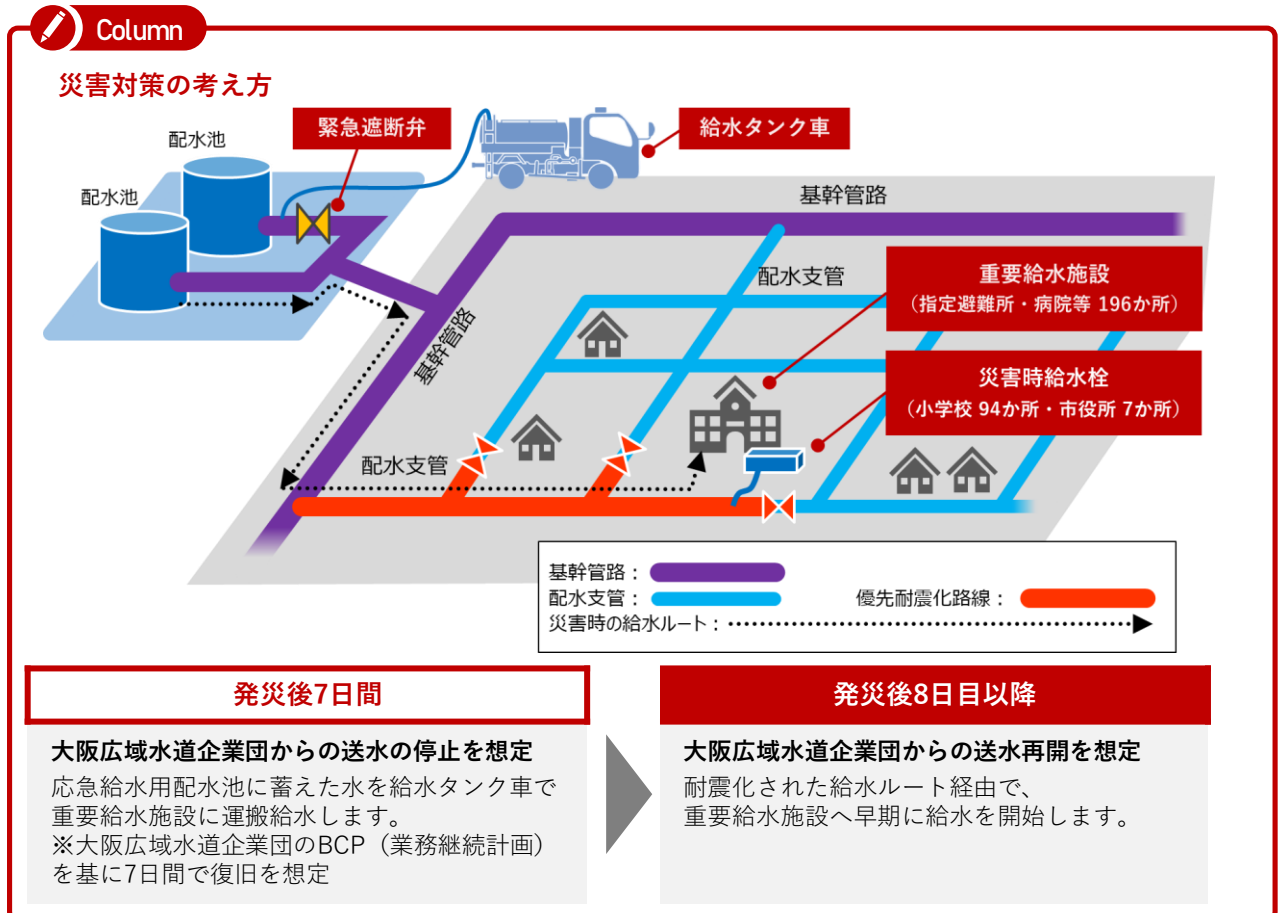 Column
災害対策の考え方
緊急遮断弁
給水タンク車
配水池
配水池
基幹管路
配水支管
重要給水施設
（指定避難所・病院等 196か所）
基幹管路
災害時給水栓
（小学校 94か所・市役所 7か所）
配水支管
基幹管路：
配水支管：
優先耐震化路線：
災害時の給水ルート：
発災後7日間
大阪広域水道企業団からの送水の停止を想定
応急給水用配水池に蓄えた水を給水タンク車で
重要給水施設に運搬給水します。
※大阪広域水道企業団のBCP（業務継続計画）
を基に7日間で復旧を想定
発災後8日目以降
大阪広域水道企業団からの送水再開を想定
耐震化された給水ルート経由で、
重要給水施設へ早期に給水を開始します。